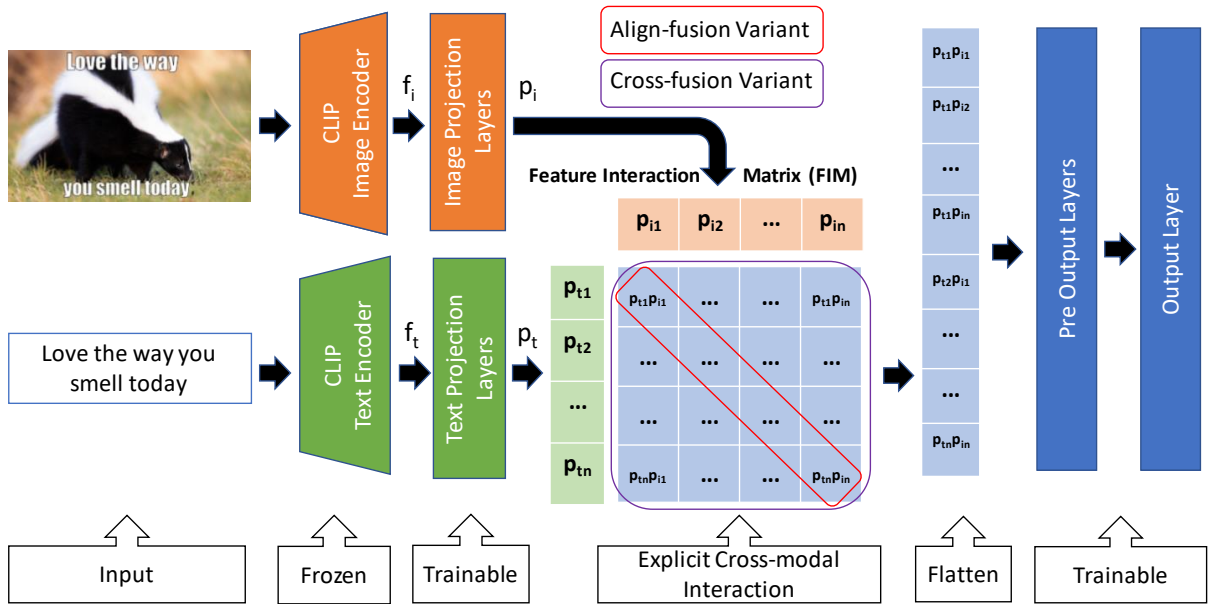 Love the way
you smell today
CLIP
Image Encoder
f_i
Image Projection
Layers
p_i
Align-fusion Variant
Cross-fusion Variant
Feature Interaction Matrix (FIM)
p_i1 p_i2 ... p_in
Love the way you
smell today
CLIP
Text Encoder
f_t
Text Projection
Layers
p_t
p_t1
p_t2
...
p_tn
p_t1p_i1 ... ... p_t1p_in
... ... ... ...
... ... ... ...
p_tnp_i1 ... ... p_tnp_in
p_t1p_i1
p_t1p_i2
...
p_t1p_in
p_t2p_i1
...
...
p_tnp_in
Pre Output Layers
Output Layer
Input
Frozen
Trainable
Explicit Cross-modal
Interaction
Flatten
Trainable